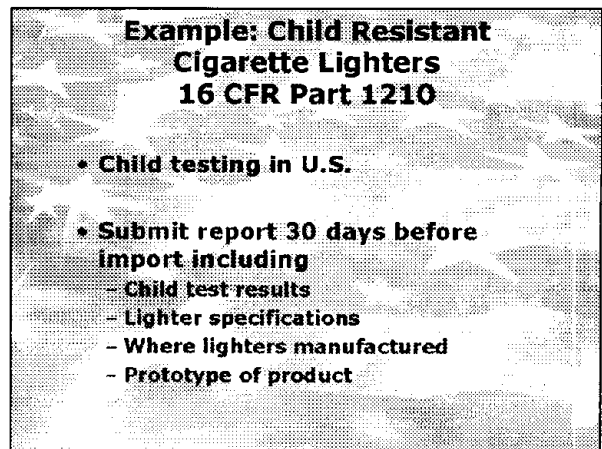 Example: Child Resistant
Cigarette Lighters
16 CFR Part 1210
• Child testing in U.S.
• Submit report 30 days before
import including
– Child test results
– Lighter specifications
– Where lighters manufactured
– Prototype of product